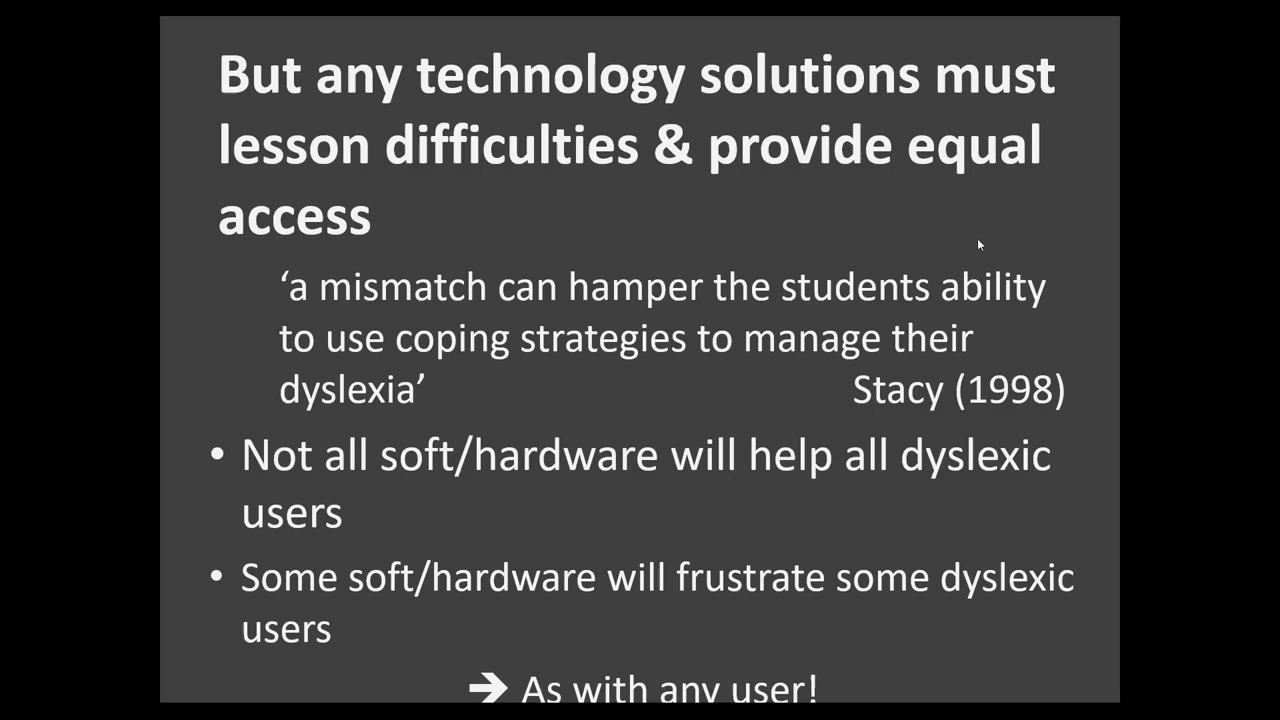 But any technology solutions must
lesson difficulties & provide equal
access
‘a mismatch can hamper the students ability
to use coping strategies to manage their
dyslexia’ Stacy (1998)
• Not all soft/hardware will help all dyslexic
users
• Some soft/hardware will frustrate some dyslexic
users
➔ As with any user!